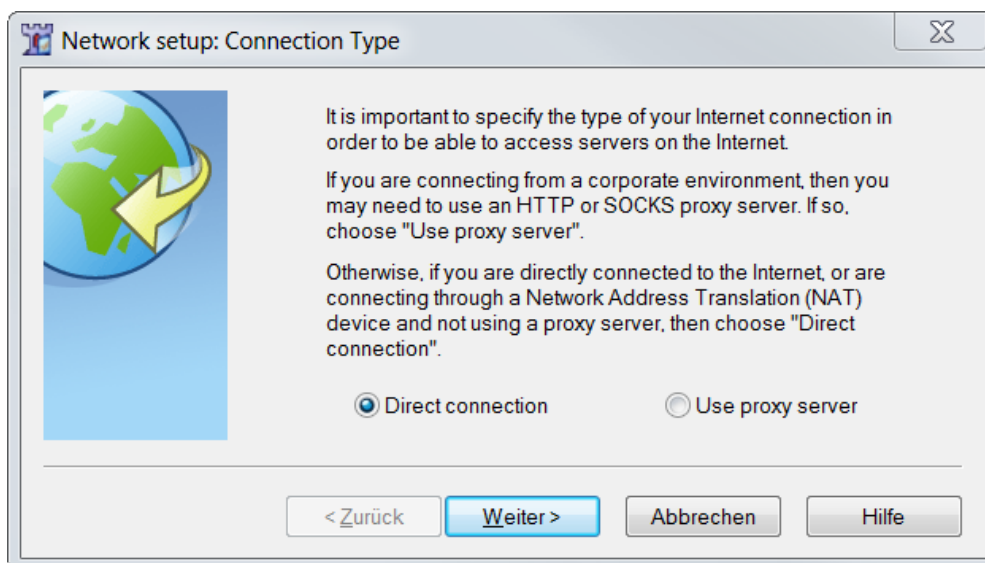 Network setup: Connection Type
It is important to specify the type of your Internet connection in
order to be able to access servers on the Internet.
If you are connecting from a corporate environment, then you
may need to use an HTTP or SOCKS proxy server. If so,
choose "Use proxy server".
Otherwise, if you are directly connected to the Internet, or are
connecting through a Network Address Translation (NAT)
device and not using a proxy server, then choose "Direct
connection".
Direct connection Use proxy server
< Zurück Weiter > Abbrechen Hilfe